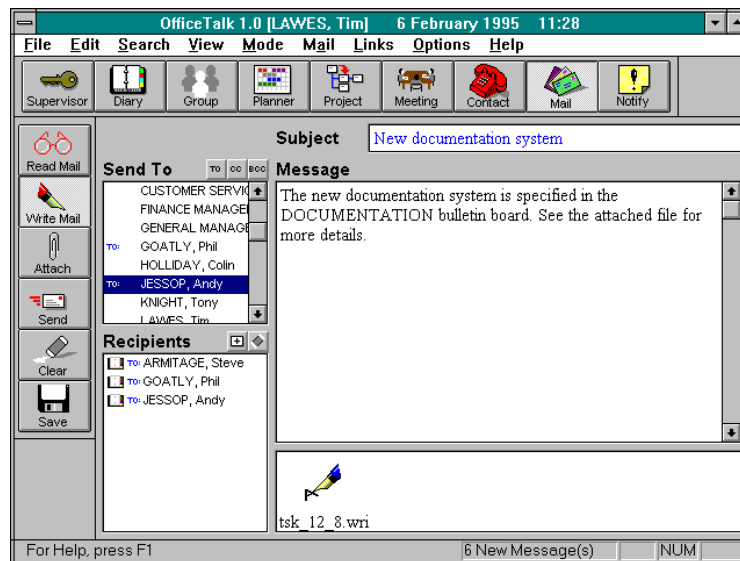 OfficeTalk 1.0 [LAWES, Tim] 6 February 1995 11:28
File Edit Search View Mode Mail Links Options Help
Supervisor Diary Group Planner Project Meeting Contact Mail Notify
Subject New documentation system
Read Mail
Write Mail
Attach
Send
Clear
Save
Send To TO CC BCC
CUSTOMER SERVIC
FINANCE MANAGE
GENERAL MANAGE
TO: GOATLY, Phil
HOLLIDAY, Colin
TO: JESSOP, Andy
KNIGHT, Tony
LAWES, Tim
Recipients
TO: ARMITAGE, Steve
TO: GOATLY, Phil
TO: JESSOP, Andy
Message
The new documentation system is specified in the
DOCUMENTATION bulletin board. See the attached file for
more details.
tsk_12_8.wri
For Help, press F1 6 New Message(s) NUM